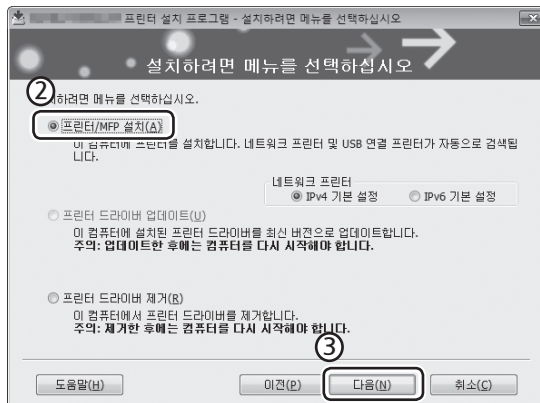 프린터 설치 프로그램 - 설치하려면 메뉴를 선택하십시오
설치하려면 메뉴를 선택하십시오
②
하려면 메뉴를 선택하십시오.
프린터/MFP 설치(A)
이 컴퓨터에 프린터를 설치합니다. 네트워크 프린터 및 USB 연결 프린터가 자동으로 검색됩
니다.
네트워크 프린터
IPv4 기본 설정 IPv6 기본 설정
프린터 드라이버 업데이트(U)
이 컴퓨터에 설치된 프린터 드라이버를 최신 버전으로 업데이트합니다.
주의: 업데이트한 후에는 컴퓨터를 다시 시작해야 합니다.
프린터 드라이버 제거(R)
이 컴퓨터에서 프린터 드라이버를 제거합니다.
주의: 제거한 후에는 컴퓨터를 다시 시작해야 합니다.
③
도움말(H) 이전(P) 다음(N) 취소(C)